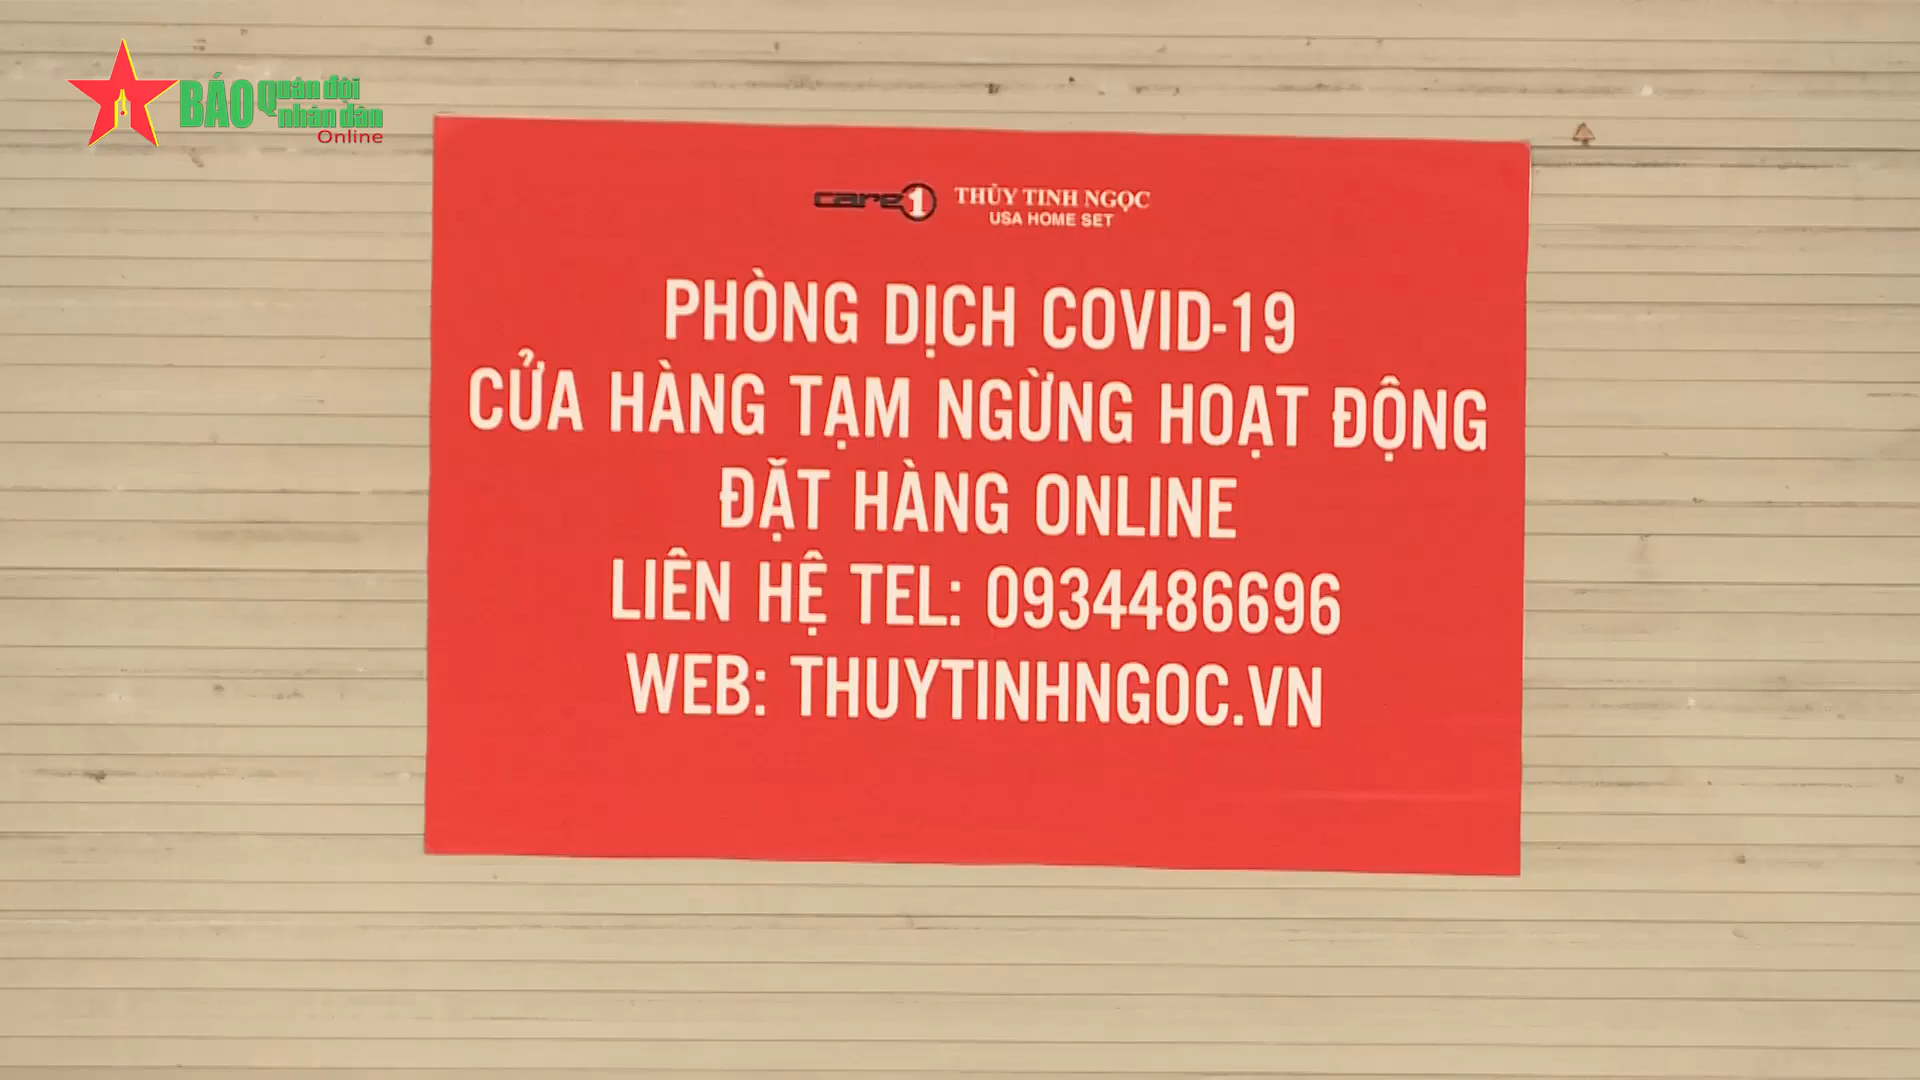 BÁO Quân đội
nhân dân
Online
care1 THỦY TINH NGỌC
USA HOME SET
PHÒNG DỊCH COVID-19
CỬA HÀNG TẠM NGỪNG HOẠT ĐỘNG
ĐẶT HÀNG ONLINE
LIÊN HỆ TEL: 0934486696
WEB: THUYTINHNGOC.VN